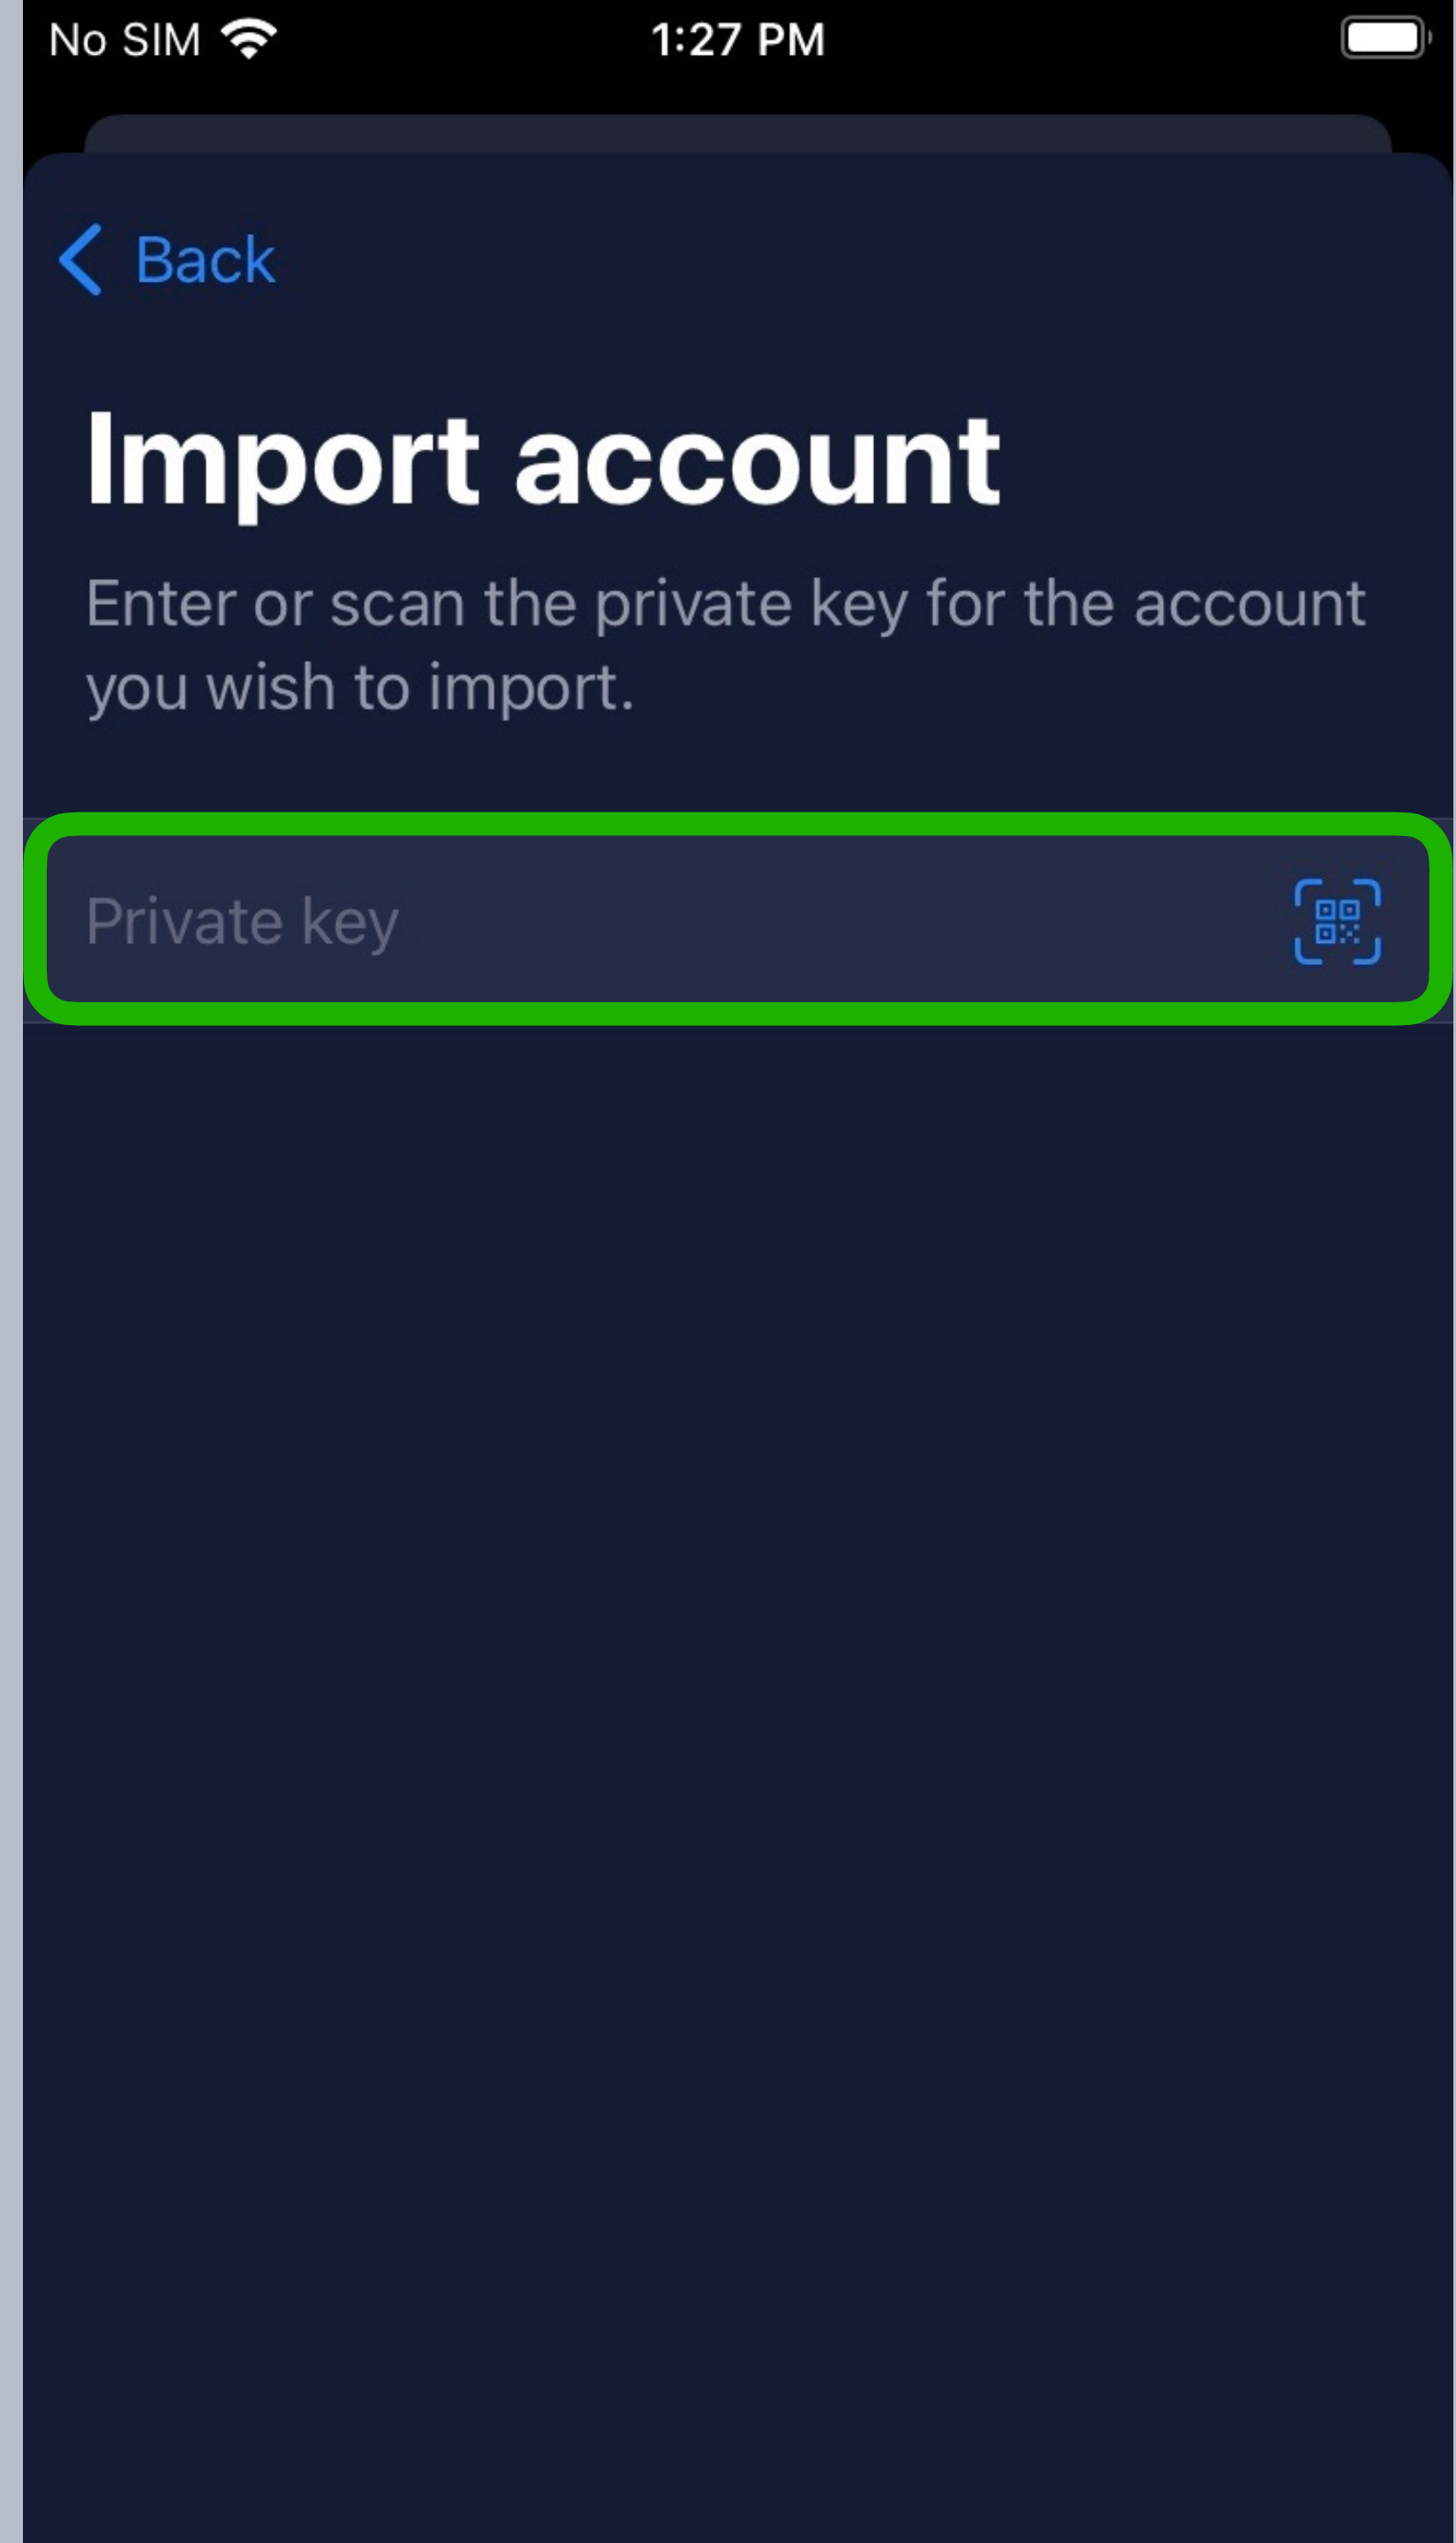 No SIM
1:27 PM
Back
Import account
Enter or scan the private key for the account
you wish to import.
Private key